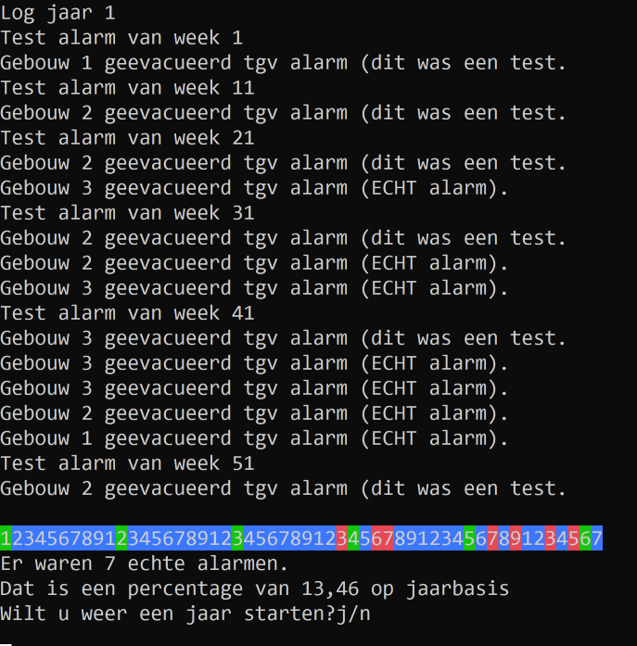 Log jaar 1
Test alarm van week 1
Gebouw 1 geevacueerd tgv alarm (dit was een test.
Test alarm van week 11
Gebouw 2 geevacueerd tgv alarm (dit was een test.
Test alarm van week 21
Gebouw 2 geevacueerd tgv alarm (dit was een test.
Gebouw 3 geevacueerd tgv alarm (ECHT alarm).
Test alarm van week 31
Gebouw 2 geevacueerd tgv alarm (dit was een test.
Gebouw 2 geevacueerd tgv alarm (ECHT alarm).
Gebouw 3 geevacueerd tgv alarm (ECHT alarm).
Test alarm van week 41
Gebouw 3 geevacueerd tgv alarm (dit was een test.
Gebouw 3 geevacueerd tgv alarm (ECHT alarm).
Gebouw 3 geevacueerd tgv alarm (ECHT alarm).
Gebouw 2 geevacueerd tgv alarm (ECHT alarm).
Gebouw 1 geevacueerd tgv alarm (ECHT alarm).
Test alarm van week 51
Gebouw 2 geevacueerd tgv alarm (dit was een test.
1234567891234567891234567891234567891234567891234567
Er waren 7 echte alarmen.
Dat is een percentage van 13,46 op jaarbasis
Wilt u weer een jaar starten?j/n